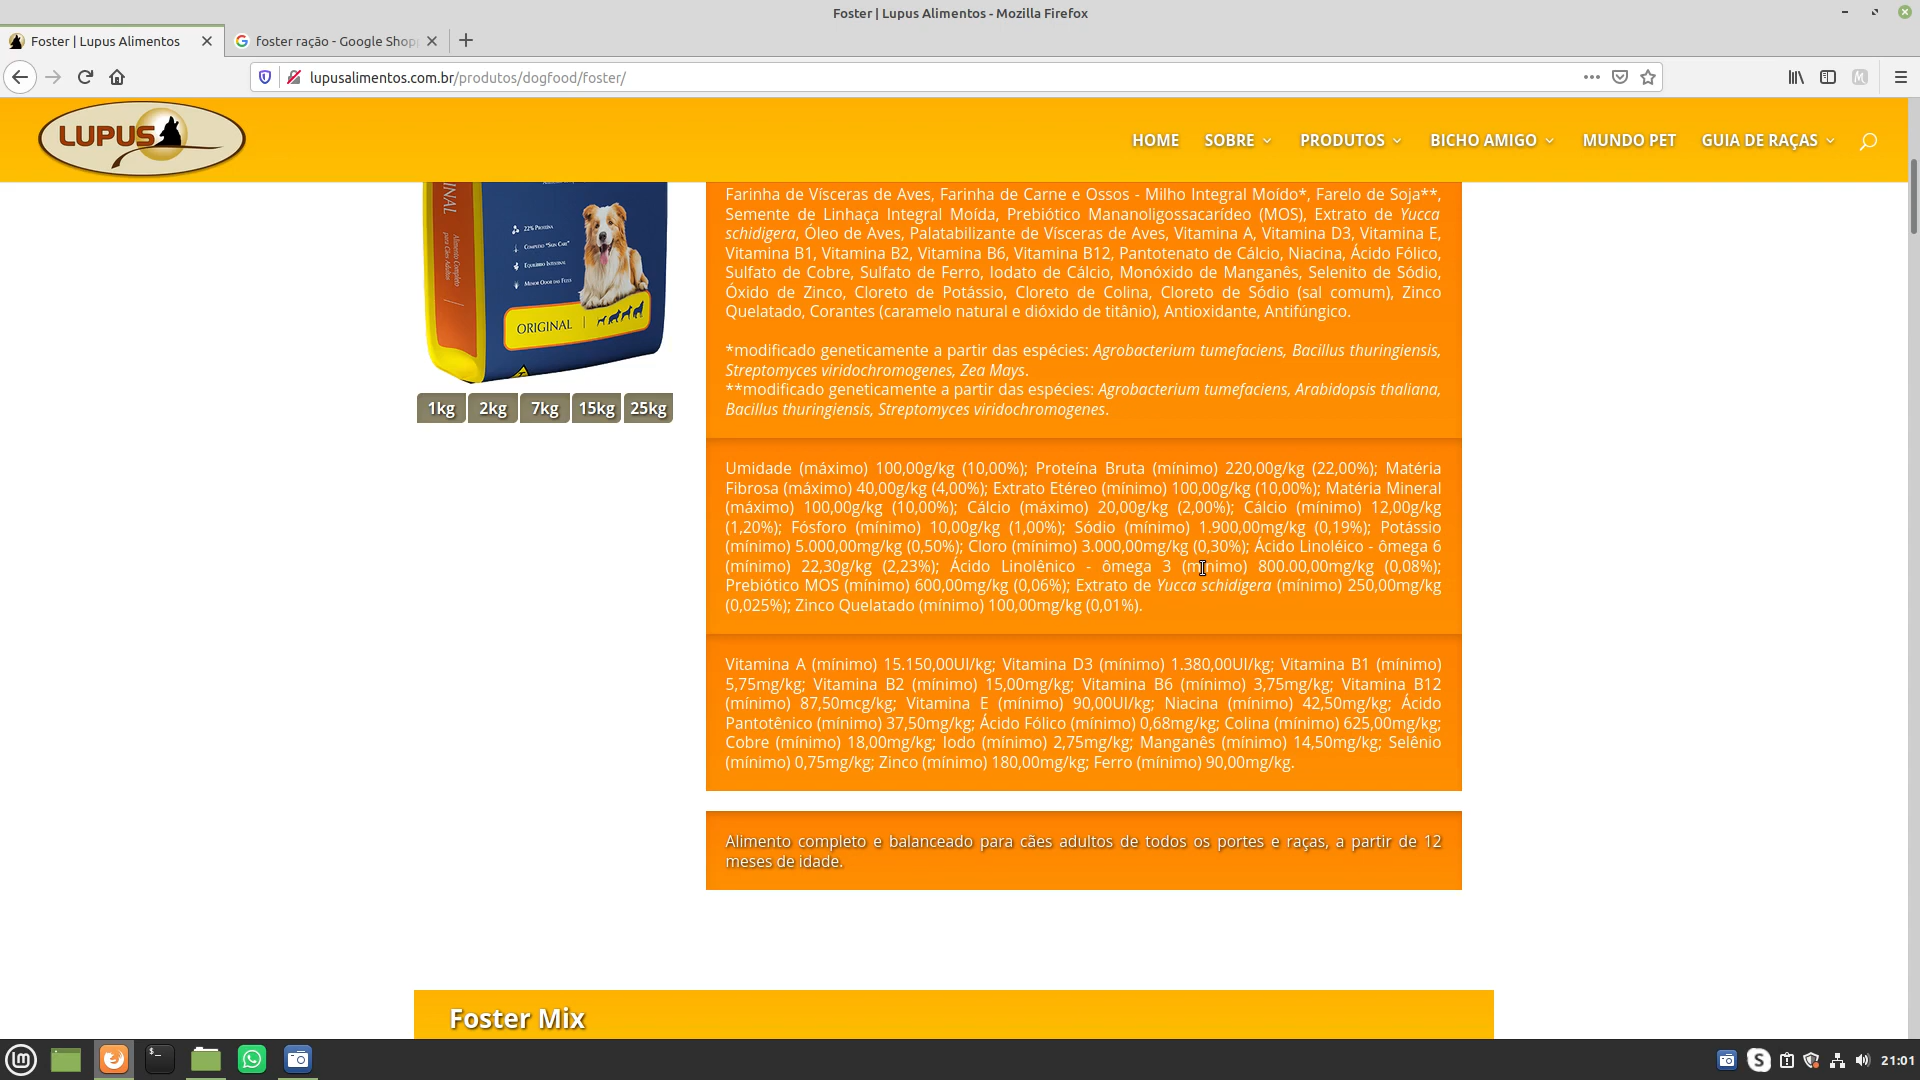 Foster | Lupus Alimentos - Mozilla Firefox
Foster | Lupus Alimentos
foster ração - Google Shop
lupusalimentos.com.br/produtos/dogfood/foster/
LUPUS
HOME
SOBRE
PRODUTOS
BICHO AMIGO
MUNDO PET
GUIA DE RAÇAS
22% Proteína
Complexo "Skin Care"
Equilíbrio Intestinal
Menor Odor das Fezes
Alimento Completo
para Cães Adultos
ORIGINAL
1kg
2kg
7kg
15kg
25kg
Farinha de Vísceras de Aves, Farinha de Carne e Ossos - Milho Integral Moído*, Farelo de Soja**,
Semente de Linhaça Integral Moída, Prebiótico Mananoligossacarídeo (MOS), Extrato de Yucca
schidigera, Óleo de Aves, Palatabilizante de Vísceras de Aves, Vitamina A, Vitamina D3, Vitamina E,
Vitamina B1, Vitamina B2, Vitamina B6, Vitamina B12, Pantotenato de Cálcio, Niacina, Ácido Fólico,
Sulfato de Cobre, Sulfato de Ferro, Iodato de Cálcio, Monóxido de Manganês, Selenito de Sódio,
Óxido de Zinco, Cloreto de Potássio, Cloreto de Colina, Cloreto de Sódio (sal comum), Zinco
Quelatado, Corantes (caramelo natural e dióxido de titânio), Antioxidante, Antifúngico.
*modificado geneticamente a partir das espécies: Agrobacterium tumefaciens, Bacillus thuringiensis,
Streptomyces viridochromogenes, Zea Mays.
**modificado geneticamente a partir das espécies: Agrobacterium tumefaciens, Arabidopsis thaliana,
Bacillus thuringiensis, Streptomyces viridochromogenes.
Umidade (máximo) 100,00g/kg (10,00%); Proteína Bruta (mínimo) 220,00g/kg (22,00%); Matéria
Fibrosa (máximo) 40,00g/kg (4,00%); Extrato Etéreo (mínimo) 100,00g/kg (10,00%); Matéria Mineral
(máximo) 100,00g/kg (10,00%); Cálcio (máximo) 20,00g/kg (2,00%); Cálcio (mínimo) 12,00g/kg
(1,20%); Fósforo (mínimo) 10,00g/kg (1,00%); Sódio (mínimo) 1.900,00mg/kg (0,19%); Potássio
(mínimo) 5.000,00mg/kg (0,50%); Cloro (mínimo) 3.000,00mg/kg (0,30%); Ácido Linoléico - ômega 6
(mínimo) 22,30g/kg (2,23%); Ácido Linolênico - ômega 3 (mínimo) 800.00,00mg/kg (0,08%);
Prebiótico MOS (mínimo) 600,00mg/kg (0,06%); Extrato de Yucca schidigera (mínimo) 250,00mg/kg
(0,025%); Zinco Quelatado (mínimo) 100,00mg/kg (0,01%).
Vitamina A (mínimo) 15.150,00UI/kg; Vitamina D3 (mínimo) 1.380,00UI/kg; Vitamina B1 (mínimo)
5,75mg/kg; Vitamina B2 (mínimo) 15,00mg/kg; Vitamina B6 (mínimo) 3,75mg/kg; Vitamina B12
(mínimo) 87,50mcg/kg; Vitamina E (mínimo) 90,00UI/kg; Niacina (mínimo) 42,50mg/kg; Ácido
Pantotênico (mínimo) 37,50mg/kg; Ácido Fólico (mínimo) 0,68mg/kg; Colina (mínimo) 625,00mg/kg;
Cobre (mínimo) 18,00mg/kg; Iodo (mínimo) 2,75mg/kg; Manganês (mínimo) 14,50mg/kg; Selênio
(mínimo) 0,75mg/kg; Zinco (mínimo) 180,00mg/kg; Ferro (mínimo) 90,00mg/kg.
Alimento completo e balanceado para cães adultos de todos os portes e raças, a partir de 12
meses de idade.
Foster Mix
21:01